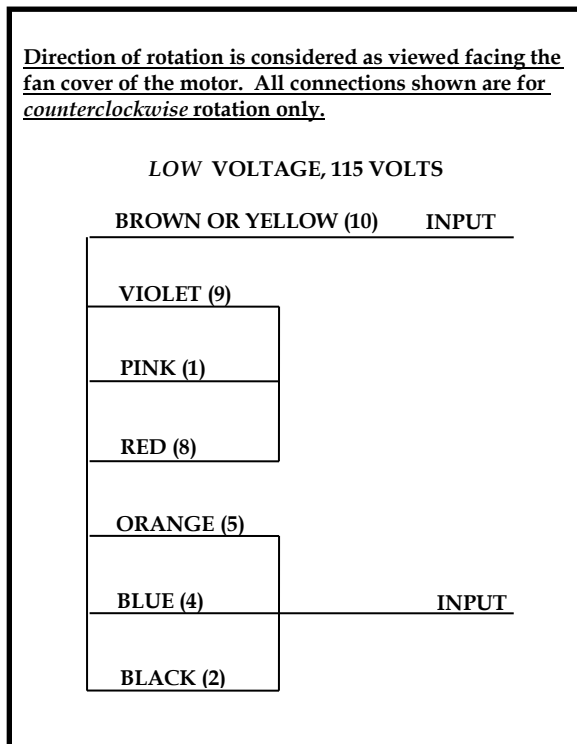 Direction of rotation is considered as viewed facing the
fan cover of the motor. All connections shown are for
counterclockwise rotation only.
LOW VOLTAGE, 115 VOLTS
BROWN OR YELLOW (10) INPUT
VIOLET (9)
PINK (1)
RED (8)
ORANGE (5)
BLUE (4) INPUT
BLACK (2)